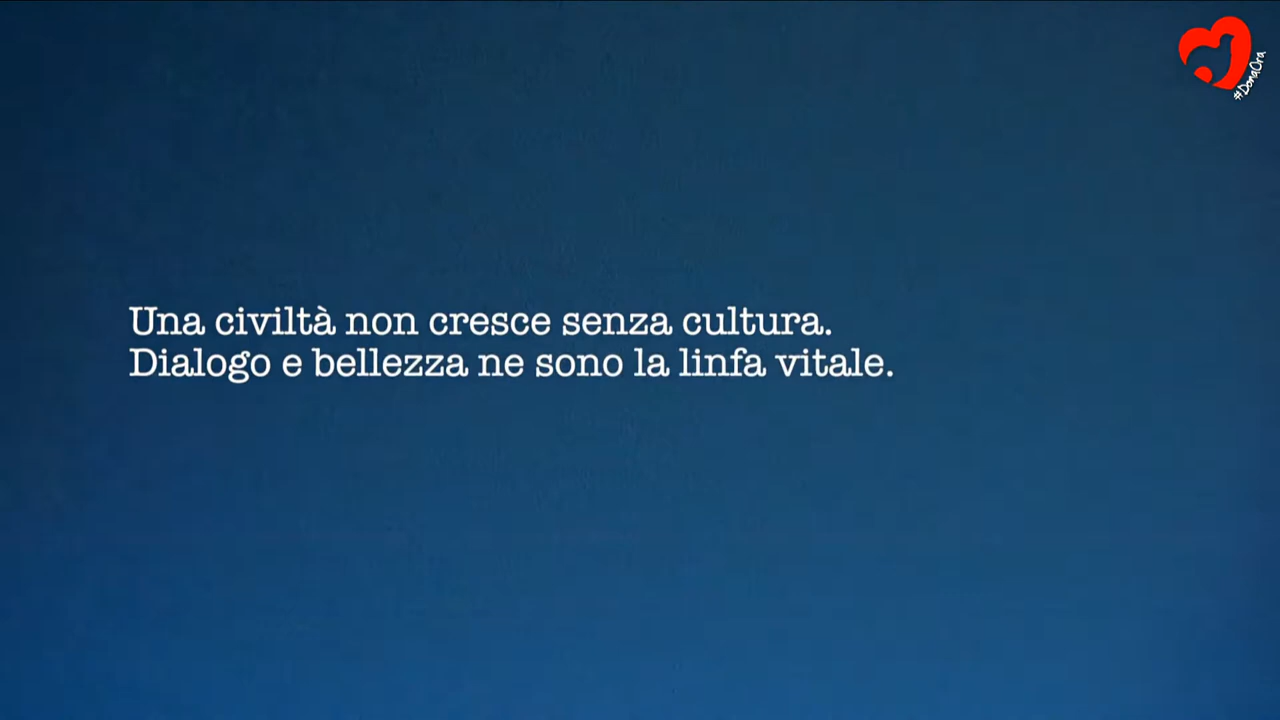 #DonaOra
Una civiltà non cresce senza cultura.
Dialogo e bellezza ne sono la linfa vitale.